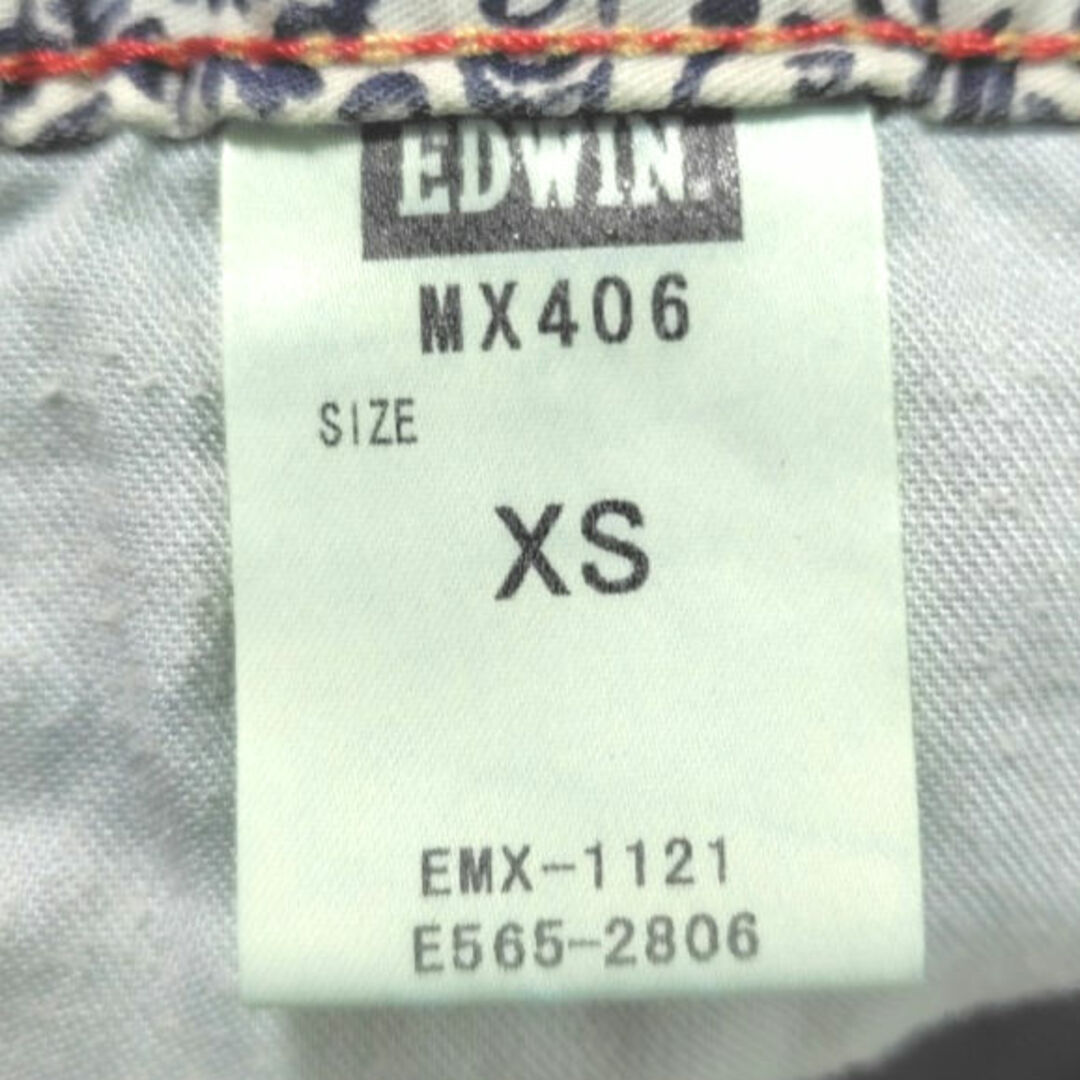 EDWIN
MX406
SIZE
XS
EMX-1121
E565-2806